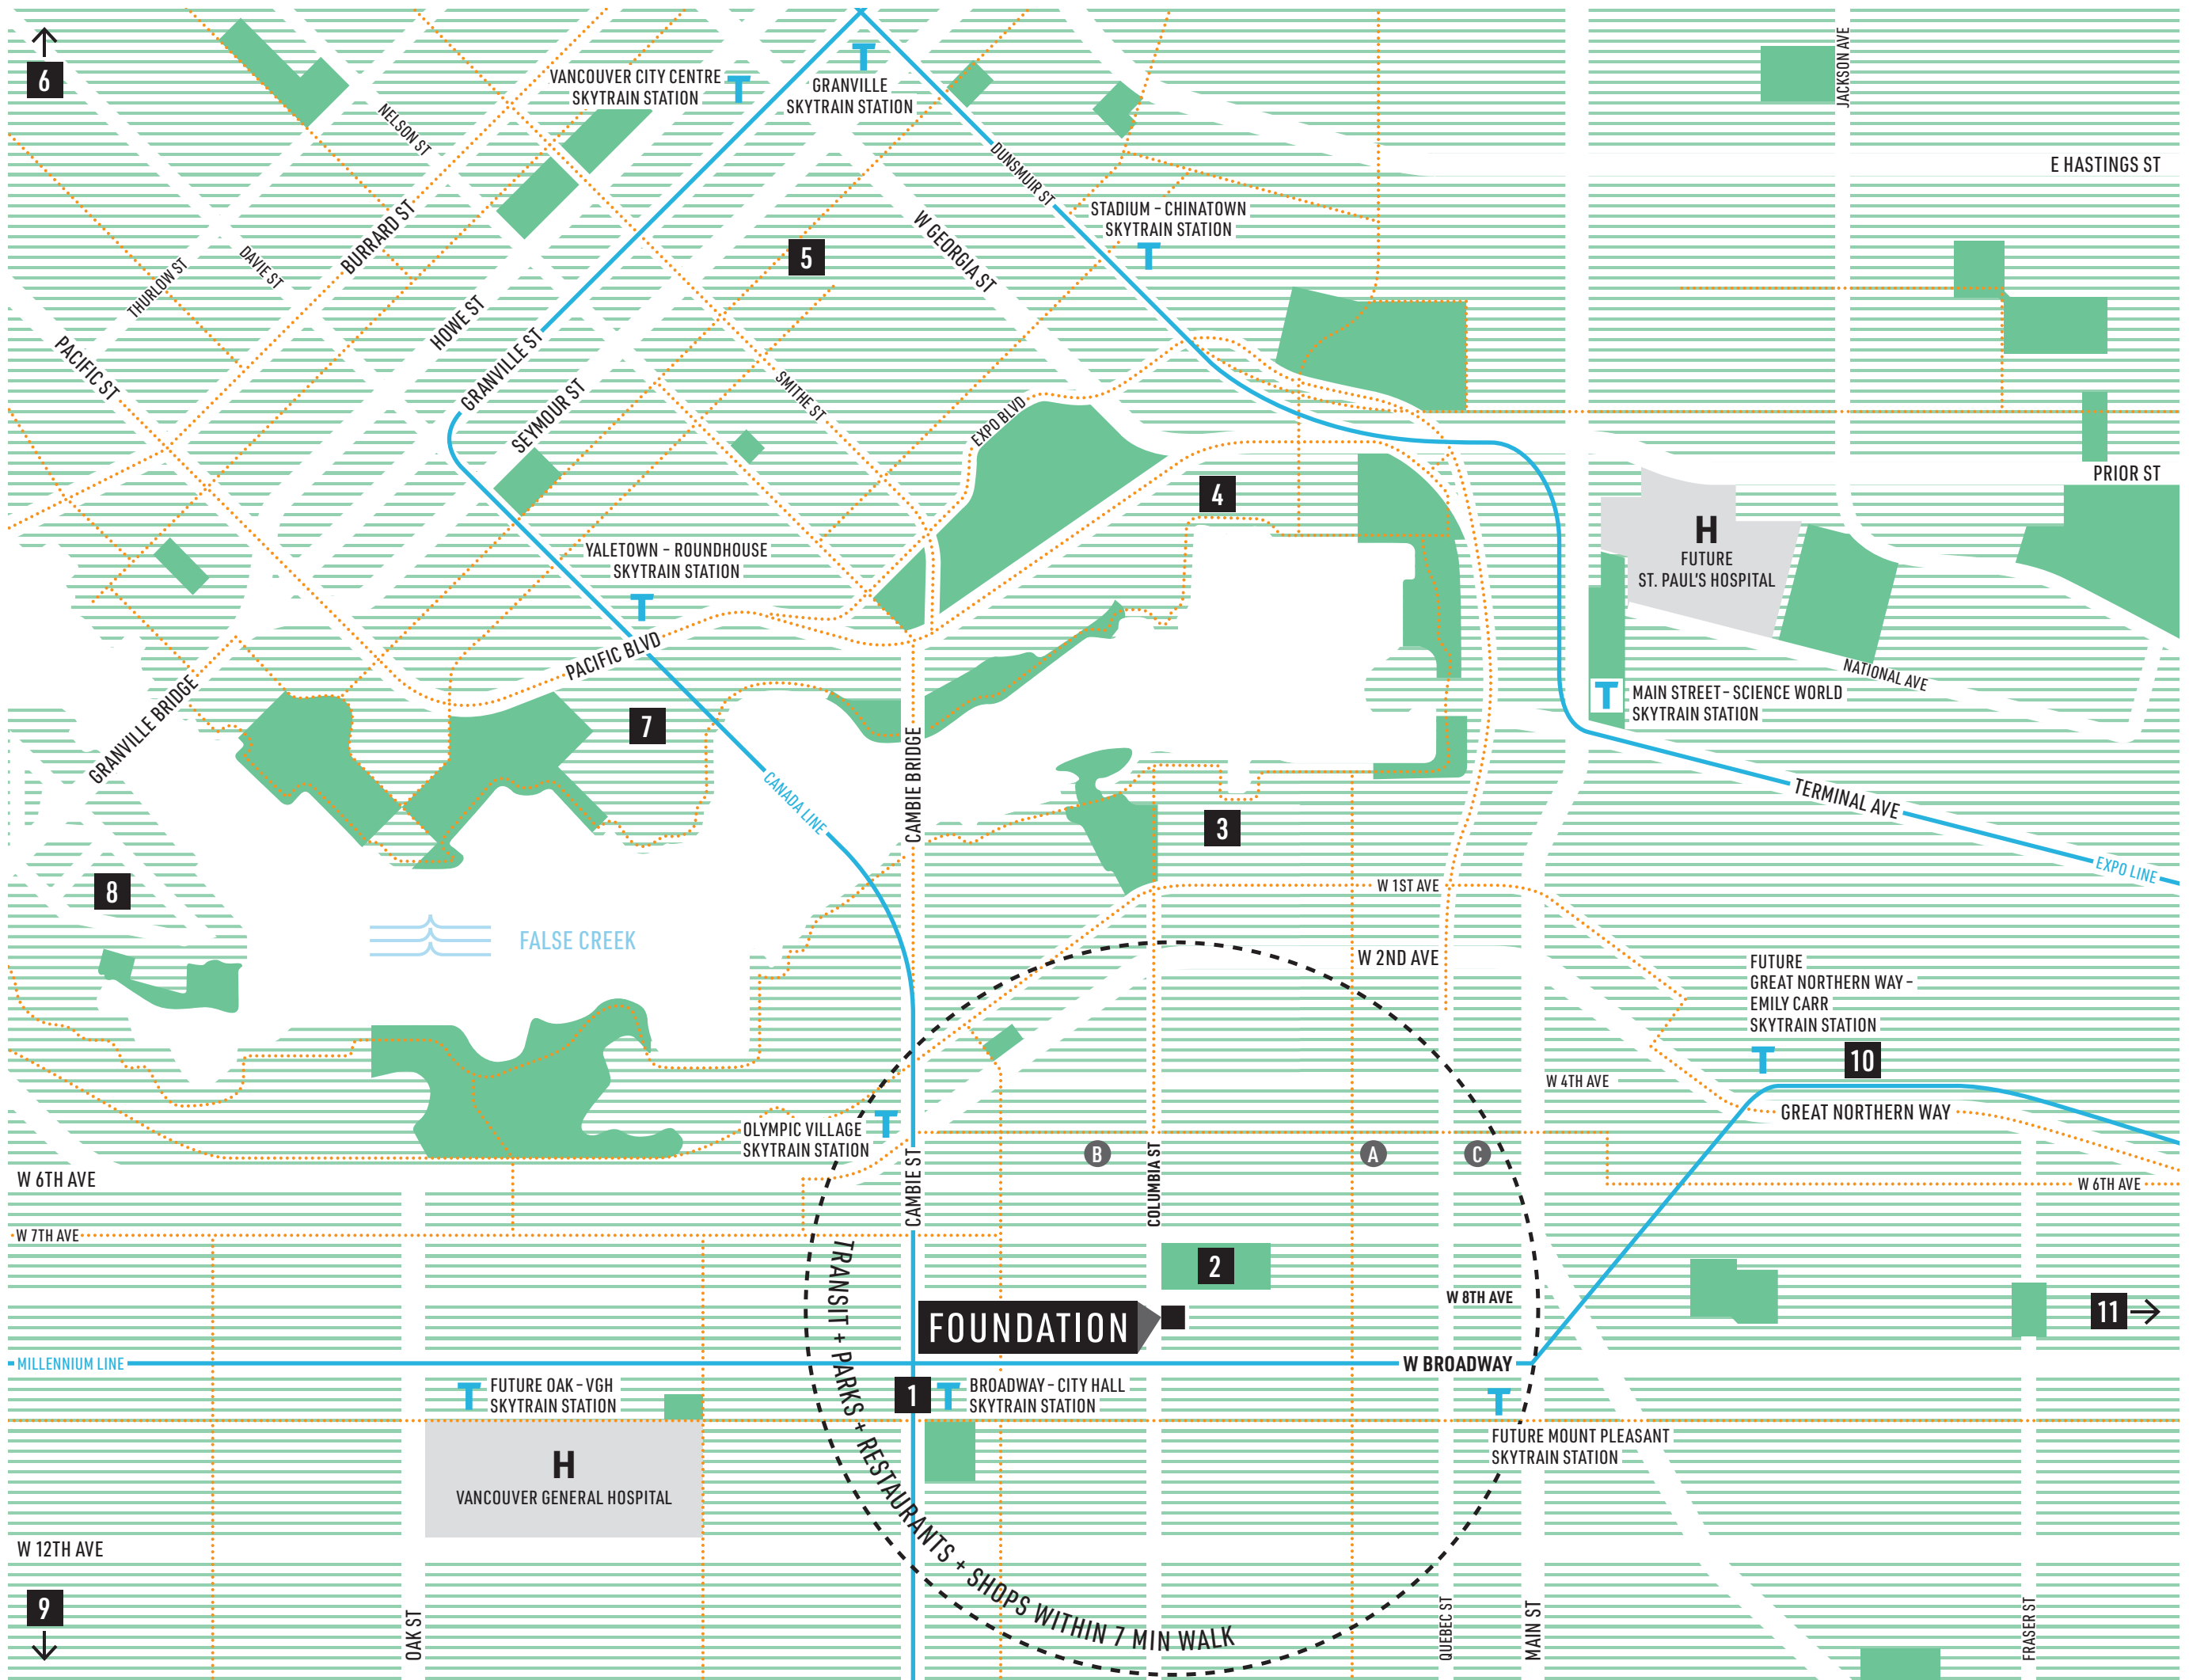 6
VANCOUVER CITY CENTRE
SKYTRAIN STATION
T
T
GRANVILLE
SKYTRAIN STATION
JACKSON AVE
NELSON ST
E HASTINGS ST
DUNSMUIR ST
STADIUM – CHINATOWN
SKYTRAIN STATION
T
BURRARD ST
DAVIE ST
THURLOW ST
5
W GEORGIA ST
HOWE ST
PACIFIC ST
GRANVILLE ST
SEYMOUR ST
SMITHE ST
EXPO BLVD
PRIOR ST
4
H
FUTURE
ST. PAUL'S HOSPITAL
YALETOWN – ROUNDHOUSE
SKYTRAIN STATION
T
PACIFIC BLVD
NATIONAL AVE
T
MAIN STREET – SCIENCE WORLD
SKYTRAIN STATION
GRANVILLE BRIDGE
7
CANADA LINE
CAMBIE BRIDGE
TERMINAL AVE
3
EXPO LINE
8
W 1ST AVE
FALSE CREEK
W 2ND AVE
FUTURE
GREAT NORTHERN WAY –
EMILY CARR
SKYTRAIN STATION
T
10
W 4TH AVE
GREAT NORTHERN WAY
OLYMPIC VILLAGE
SKYTRAIN STATION
T
B
A
C
W 6TH AVE
CAMBIE ST
COLUMBIA ST
W 6TH AVE
W 7TH AVE
2
W 8TH AVE
11
FOUNDATION
MILLENNIUM LINE
W BROADWAY
T
FUTURE OAK – VGH
SKYTRAIN STATION
1
T
BROADWAY – CITY HALL
SKYTRAIN STATION
T
FUTURE MOUNT PLEASANT
SKYTRAIN STATION
H
VANCOUVER GENERAL HOSPITAL
TRANSIT + PARKS + RESTAURANTS + SHOPS WITHIN 7 MIN WALK
W 12TH AVE
9
OAK ST
QUEBEC ST
MAIN ST
FRASER ST